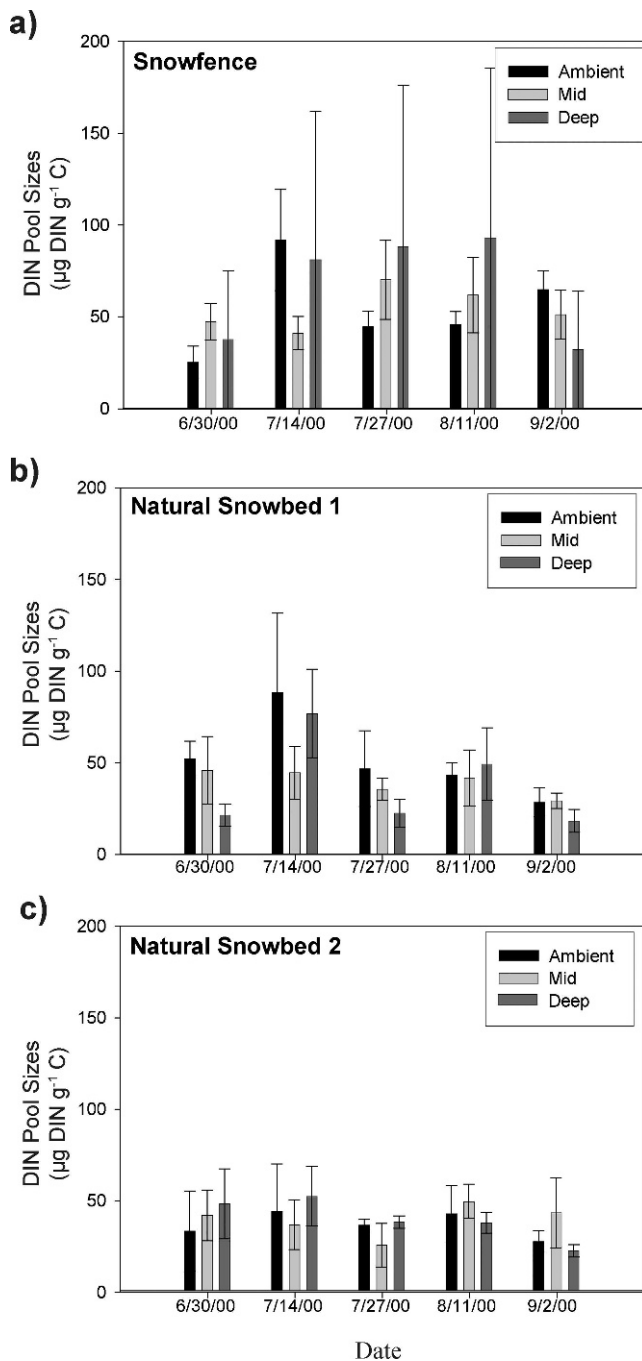 a)
200
Snowfence
Ambient
Mid
Deep
150
DIN Pool Sizes
(µg DIN g⁻¹ C)
100
50
0
6/30/00 7/14/00 7/27/00 8/11/00 9/2/00
b)
200
Natural Snowbed 1
Ambient
Mid
Deep
150
DIN Pool Sizes
(µg DIN g⁻¹ C)
100
50
0
6/30/00 7/14/00 7/27/00 8/11/00 9/2/00
c)
200
Natural Snowbed 2
Ambient
Mid
Deep
150
DIN Pool Sizes
(µg DIN g⁻¹ C)
100
50
0
6/30/00 7/14/00 7/27/00 8/11/00 9/2/00
Date